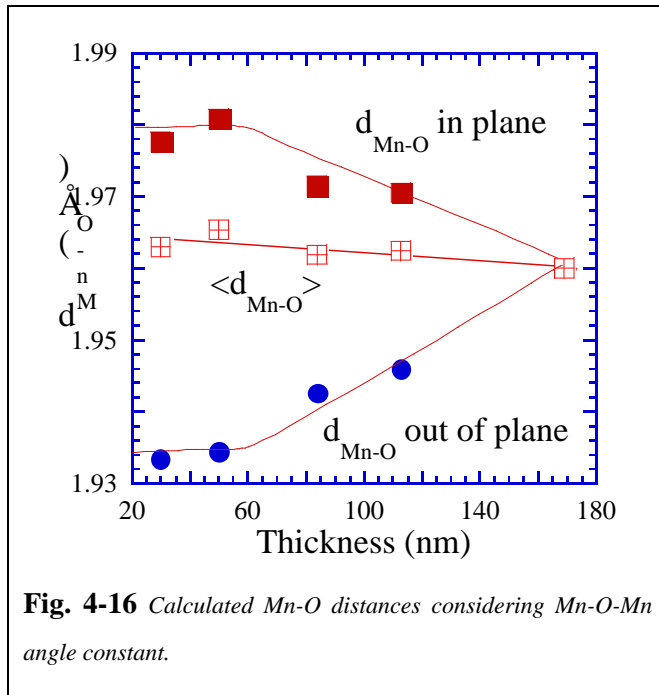 1.99
d Mn-O in plane
d Mn-O (Å)
1.97
<d Mn-O>
1.95
d Mn-O out of plane
1.93
20 60 100 140 180
Thickness (nm)
Fig. 4-16 Calculated Mn-O distances considering Mn-O-Mn
angle constant.